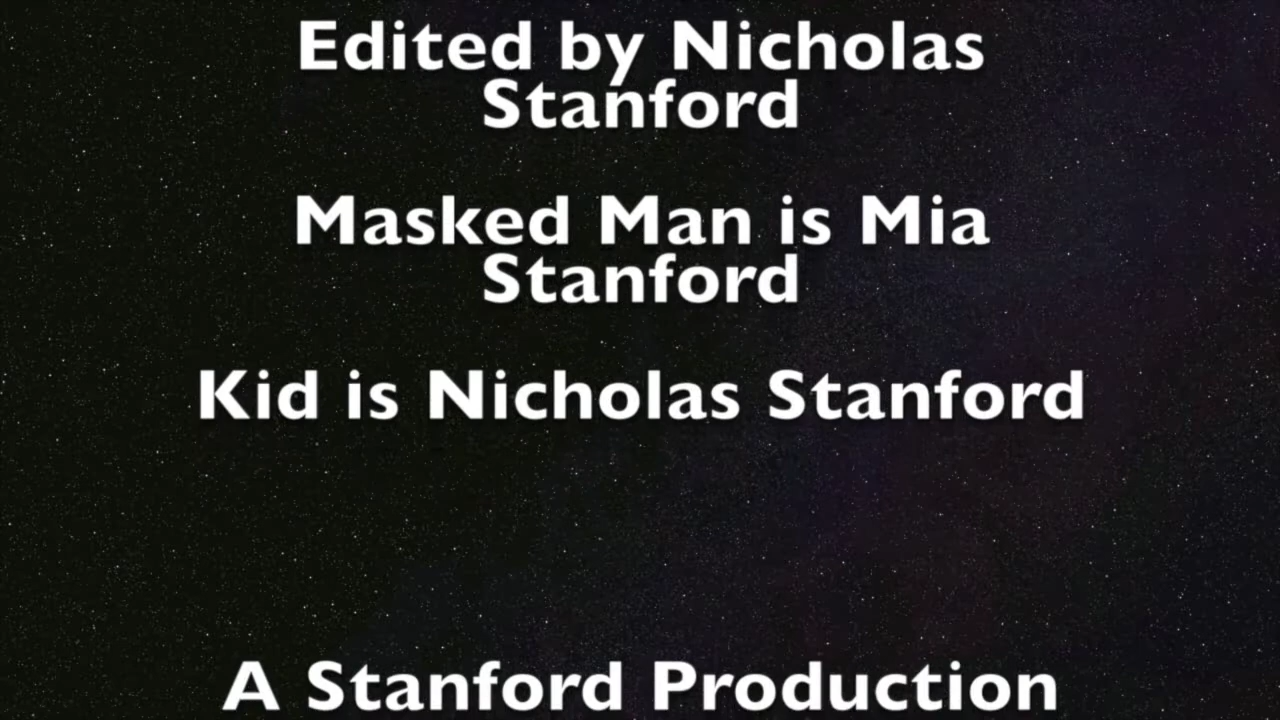 Edited by Nicholas
Stanford
Masked Man is Mia
Stanford
Kid is Nicholas Stanford
A Stanford Production